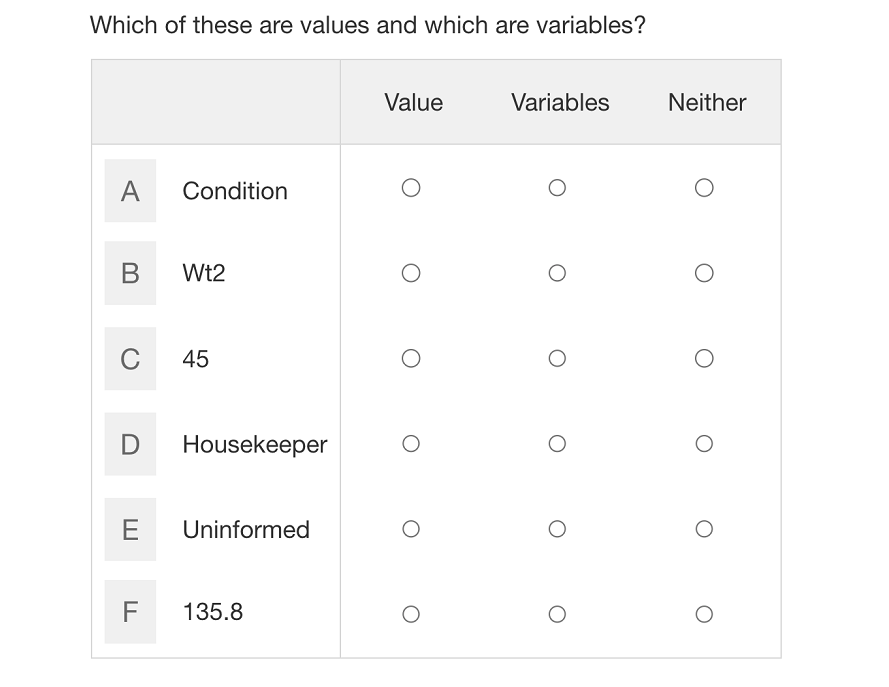 Which of these are values and which are variables?
Value Variables Neither
A Condition
B Wt2
C 45
D Housekeeper
E Uninformed
F 135.8